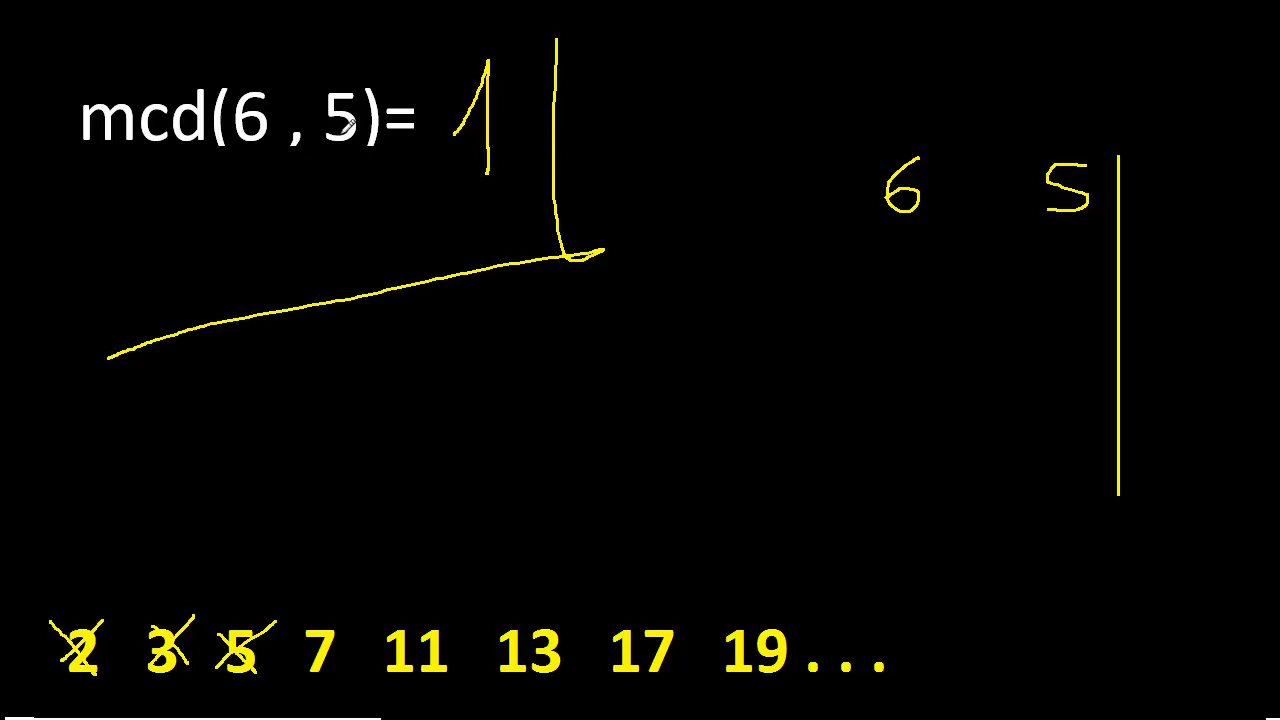 mcd(6 , 5)= 1
6 5
2 3 5 7 11 13 17 19 . . .